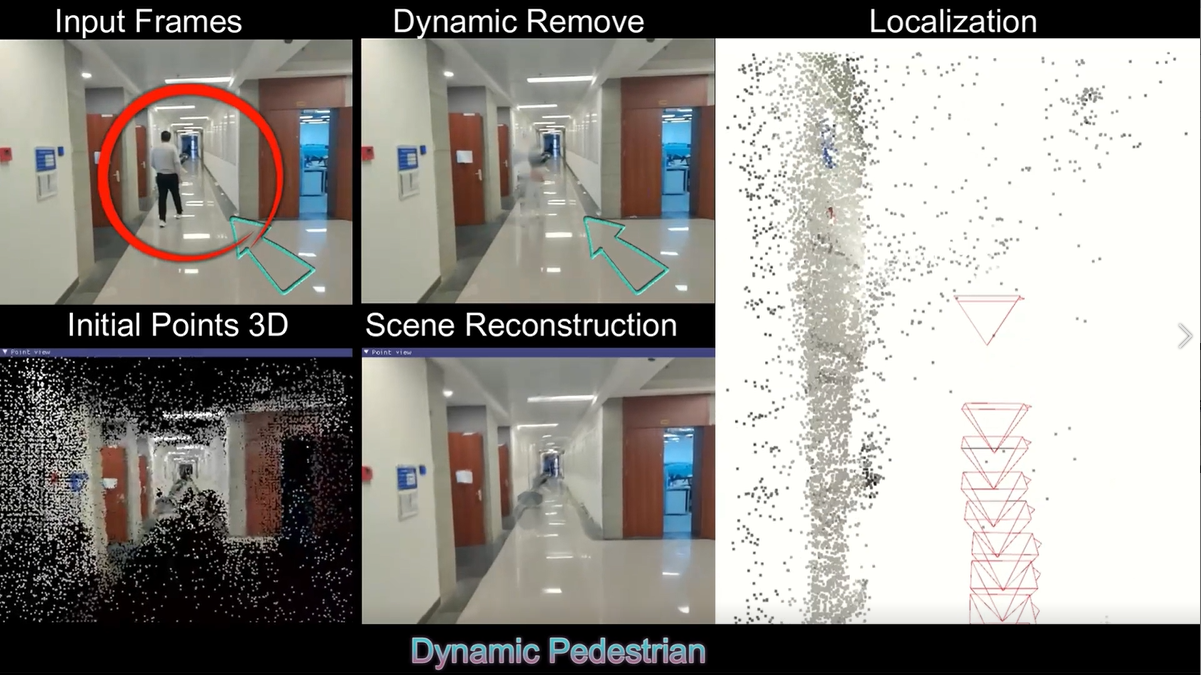 Input Frames
Dynamic Remove
Localization
Initial Points 3D
Scene Reconstruction
Point view
Point view
Dynamic Pedestrian